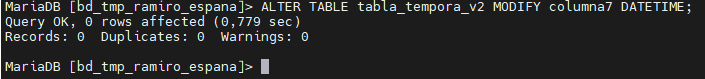 MariaDB [bd_tmp_ramiro_espana]> ALTER TABLE tabla_tempora_v2 MODIFY columna7 DATETIME;
Query OK, 0 rows affected (0,779 sec)
Records: 0  Duplicates: 0  Warnings: 0

MariaDB [bd_tmp_ramiro_espana]>